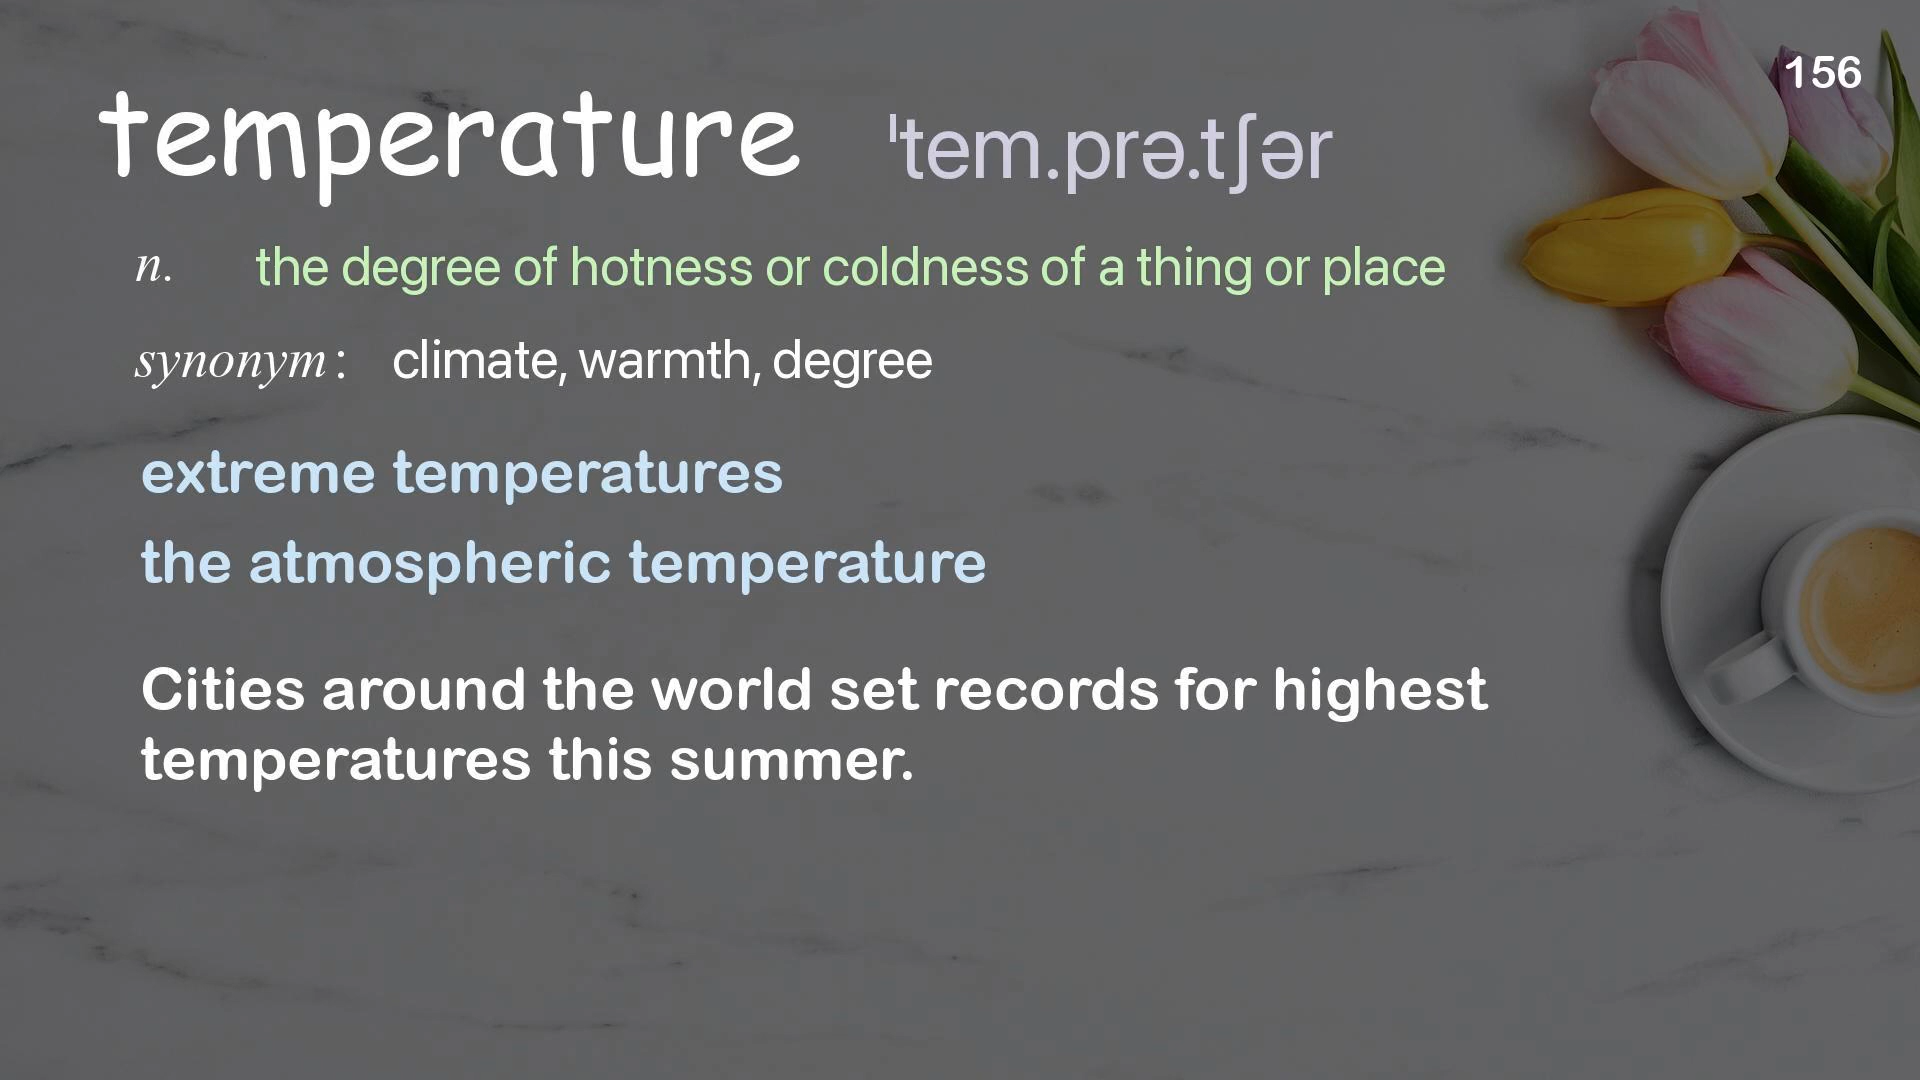 156
temperature ˈtem.prə.tʃər
n. the degree of hotness or coldness of a thing or place
synonym: climate, warmth, degree
extreme temperatures
the atmospheric temperature
Cities around the world set records for highest
temperatures this summer.